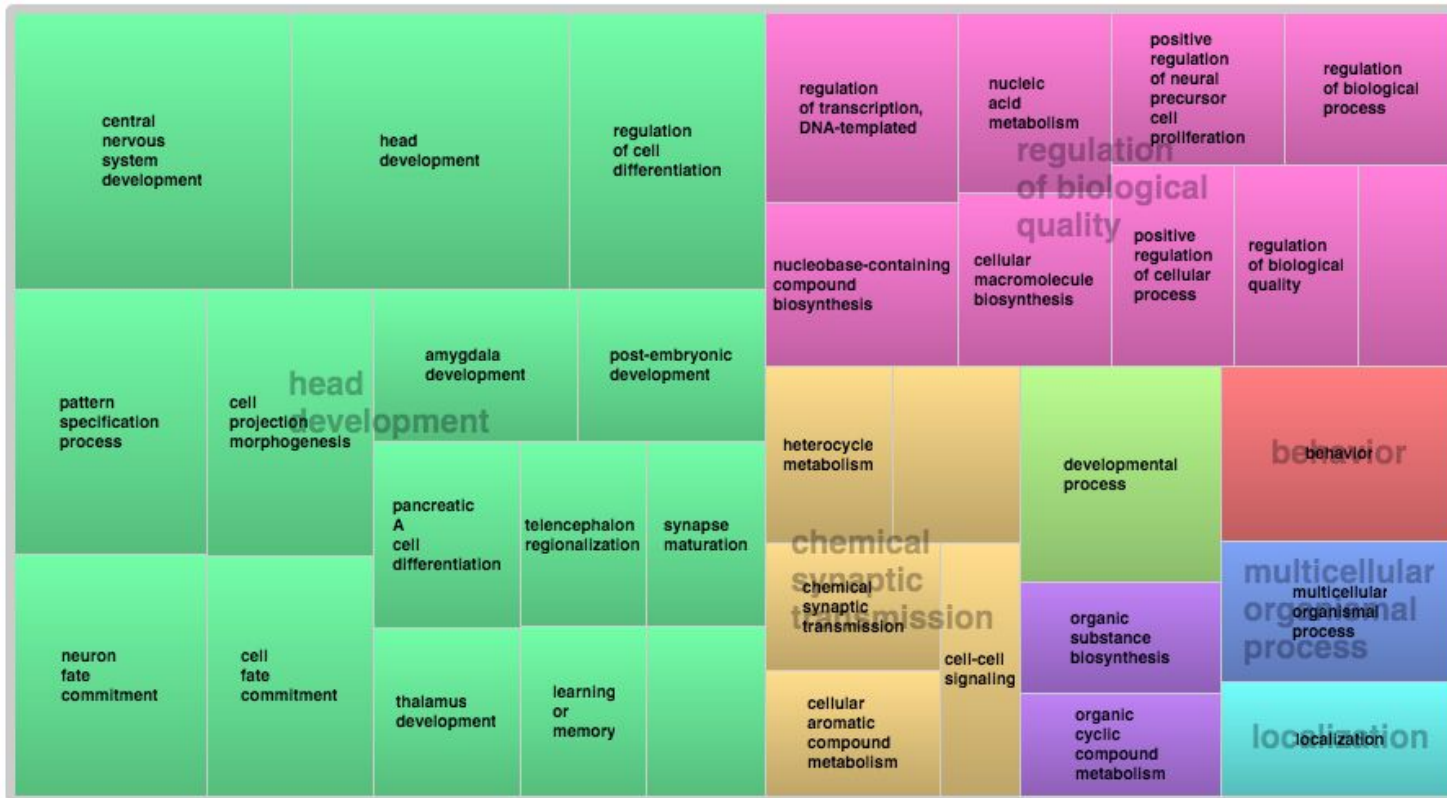 central
nervous
system
development
head
development
regulation
of cell
differentiation
pattern
specification
process
cell
projection
morphogenesis
amygdala
development
post-embryonic
development
head
development
pancreatic
A
cell
differentiation
telencephalon
regionalization
synapse
maturation
neuron
fate
commitment
cell
fate
commitment
thalamus
development
learning
or
memory
regulation
of transcription,
DNA-templated
nucleic
acid
metabolism
positive
regulation
of neural
precursor
cell
proliferation
regulation
of biological
process
regulation
of biological
quality
nucleobase-containing
compound
biosynthesis
cellular
macromolecule
biosynthesis
positive
regulation
of cellular
process
regulation
of biological
quality
heterocycle
metabolism
chemical
synaptic
transmission
chemical
synaptic
transmission
cell-cell
signaling
cellular
aromatic
compound
metabolism
developmental
process
organic
substance
biosynthesis
organic
cyclic
compound
metabolism
behavior
behavior
multicellular
organismal
process
multicellular
organismal
process
localization
localization